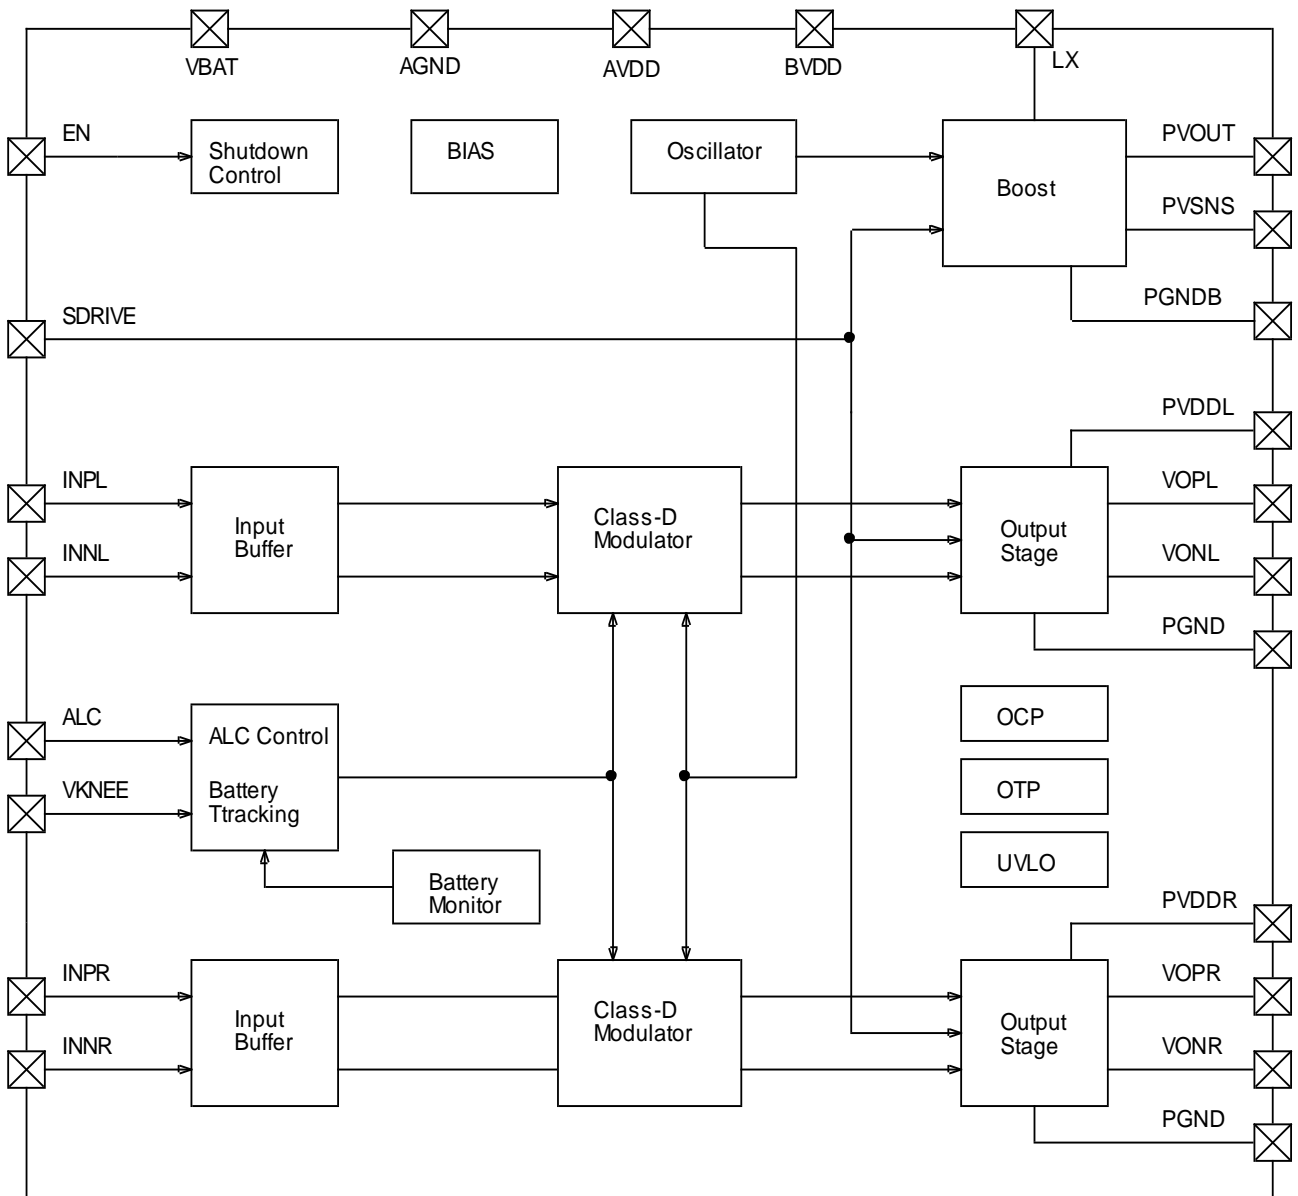 VBAT
AGND
AVDD
BVDD
LX
EN
Shutdown
Control
BIAS
Oscillator
Boost
PVOUT
PVSNS
PGNDB
SDRIVE
PVDDL
INPL
INNL
Input
Buffer
Class-D
Modulator
Output
Stage
VOPL
VONL
PGND
ALC
VKNEE
ALC Control
Battery
Ttracking
Battery
Monitor
OCP
OTP
UVLO
PVDDR
INPR
INNR
Input
Buffer
Class-D
Modulator
Output
Stage
VOPR
VONR
PGND